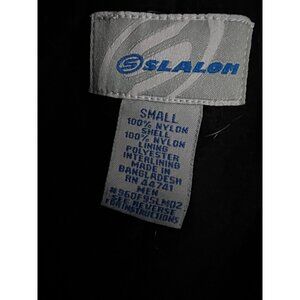 SLALOM
SMALL
100% NYLON
SHELL
100% NYLON
LINING
POLYESTER
INTERLINING
MADE IN
BANGLADESH
RN 44741
MEN
#960F9SLM02
SEE REVERSE
FOR INSTRUCTIONS